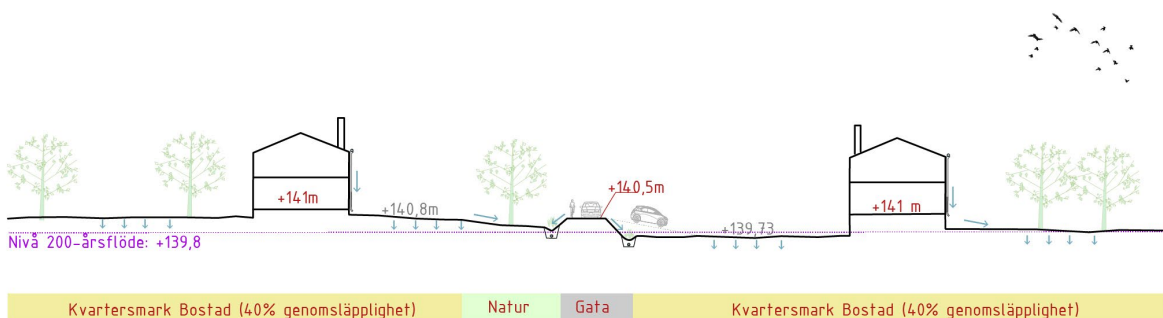 +140,5m
+141m
+141 m
+140,8m
+139,73
Nivå 200-årsflöde: +139,8
Kvartersmark Bostad (40% genomsläpplighet)
Natur
Gata
Kvartersmark Bostad (40% genomsläpplighet)